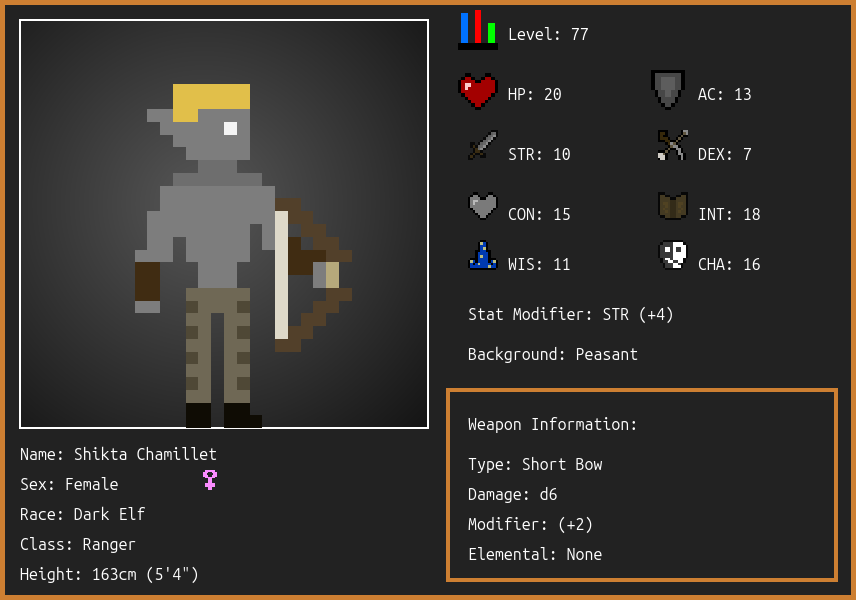 Level: 77
HP: 20
AC: 13
STR: 10
DEX: 7
CON: 15
INT: 18
WIS: 11
CHA: 16
Stat Modifier: STR (+4)
Background: Peasant
Name: Shikta Chamillet
Sex: Female
Race: Dark Elf
Class: Ranger
Height: 163cm (5'4")
Weapon Information:
Type: Short Bow
Damage: d6
Modifier: (+2)
Elemental: None